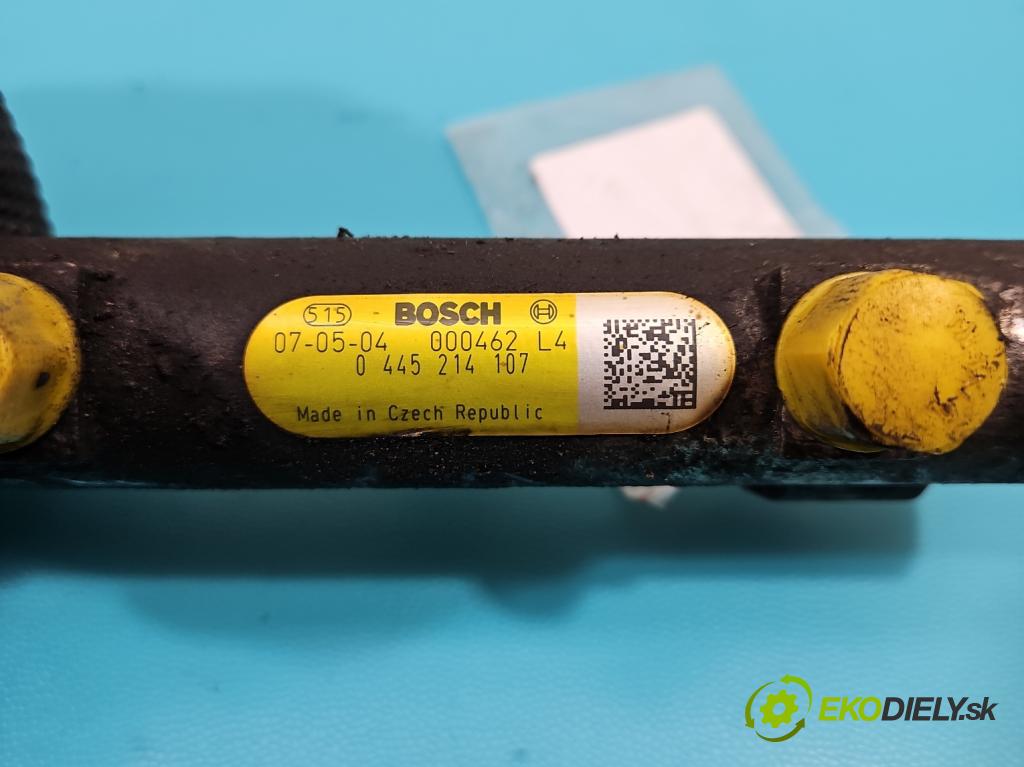 515 BOSCH
07-05-04 000462 L4
0 445 214 107
Made in Czech Republic
EKODIELY.sk